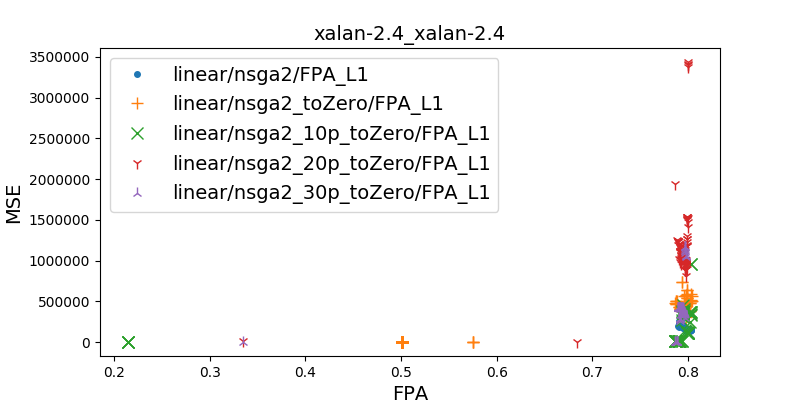 xalan-2.4_xalan-2.4
3500000
3000000
2500000
2000000
1500000
1000000
500000
0
MSE
linear/nsga2/FPA_L1
linear/nsga2_toZero/FPA_L1
linear/nsga2_10p_toZero/FPA_L1
linear/nsga2_20p_toZero/FPA_L1
linear/nsga2_30p_toZero/FPA_L1
0.2 0.3 0.4 0.5 0.6 0.7 0.8
FPA